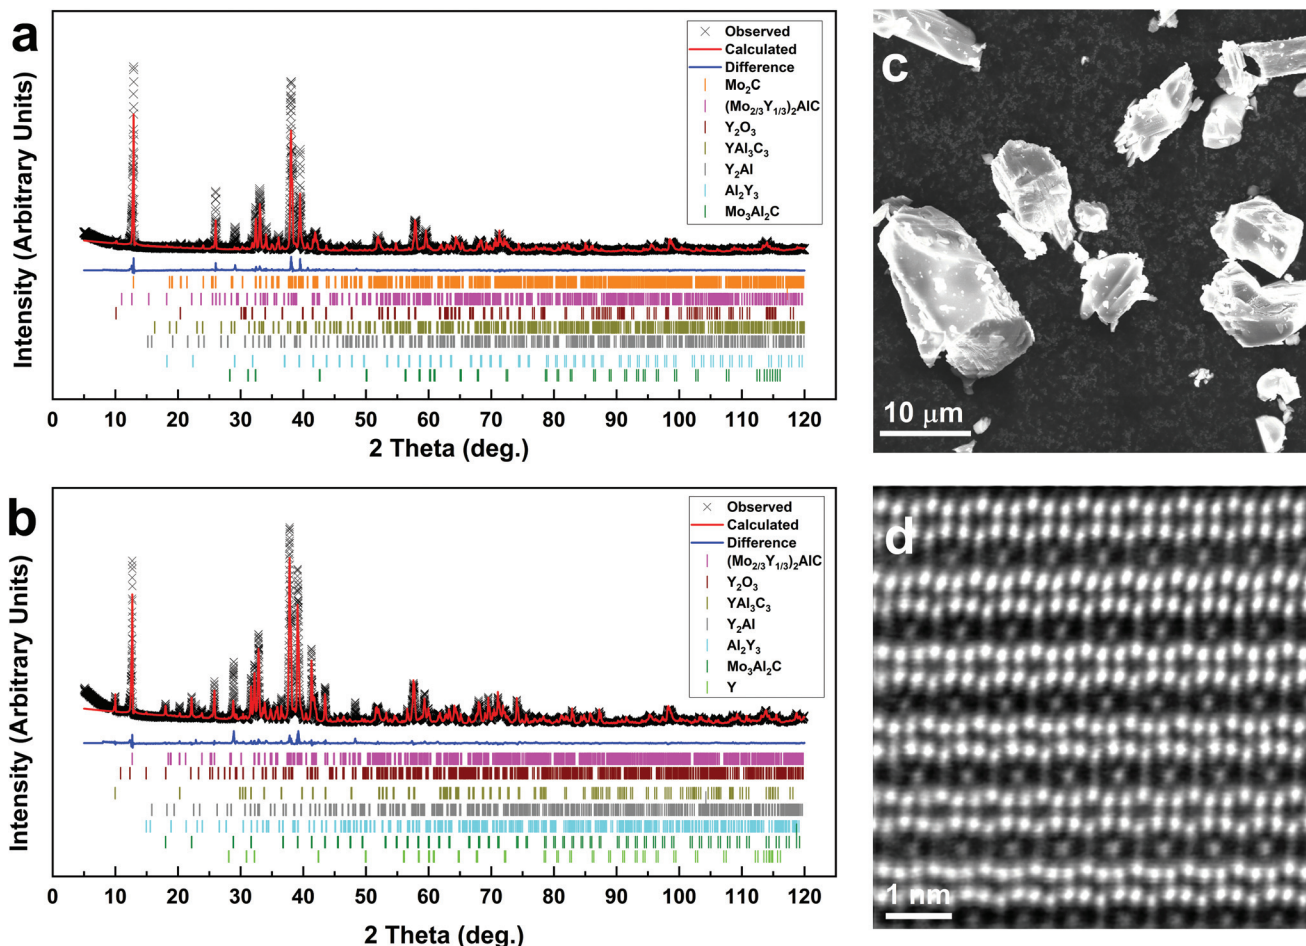 a
Intensity (Arbitrary Units)
Observed
Calculated
Difference
Mo2C
(Mo2/3Y1/3)2AlC
Y2O3
YAl3C3
Y2Al
Al2Y3
Mo3Al2C
0 10 20 30 40 50 60 70 80 90 100 110 120
2 Theta (deg.)
c
10 μm
b
Intensity (Arbitrary Units)
Observed
Calculated
Difference
(Mo2/3Y1/3)2AlC
Y2O3
YAl3C3
Y2Al
Al2Y3
Mo3Al2C
Y
0 10 20 30 40 50 60 70 80 90 100 110 120
2 Theta (deg.)
d
1 nm